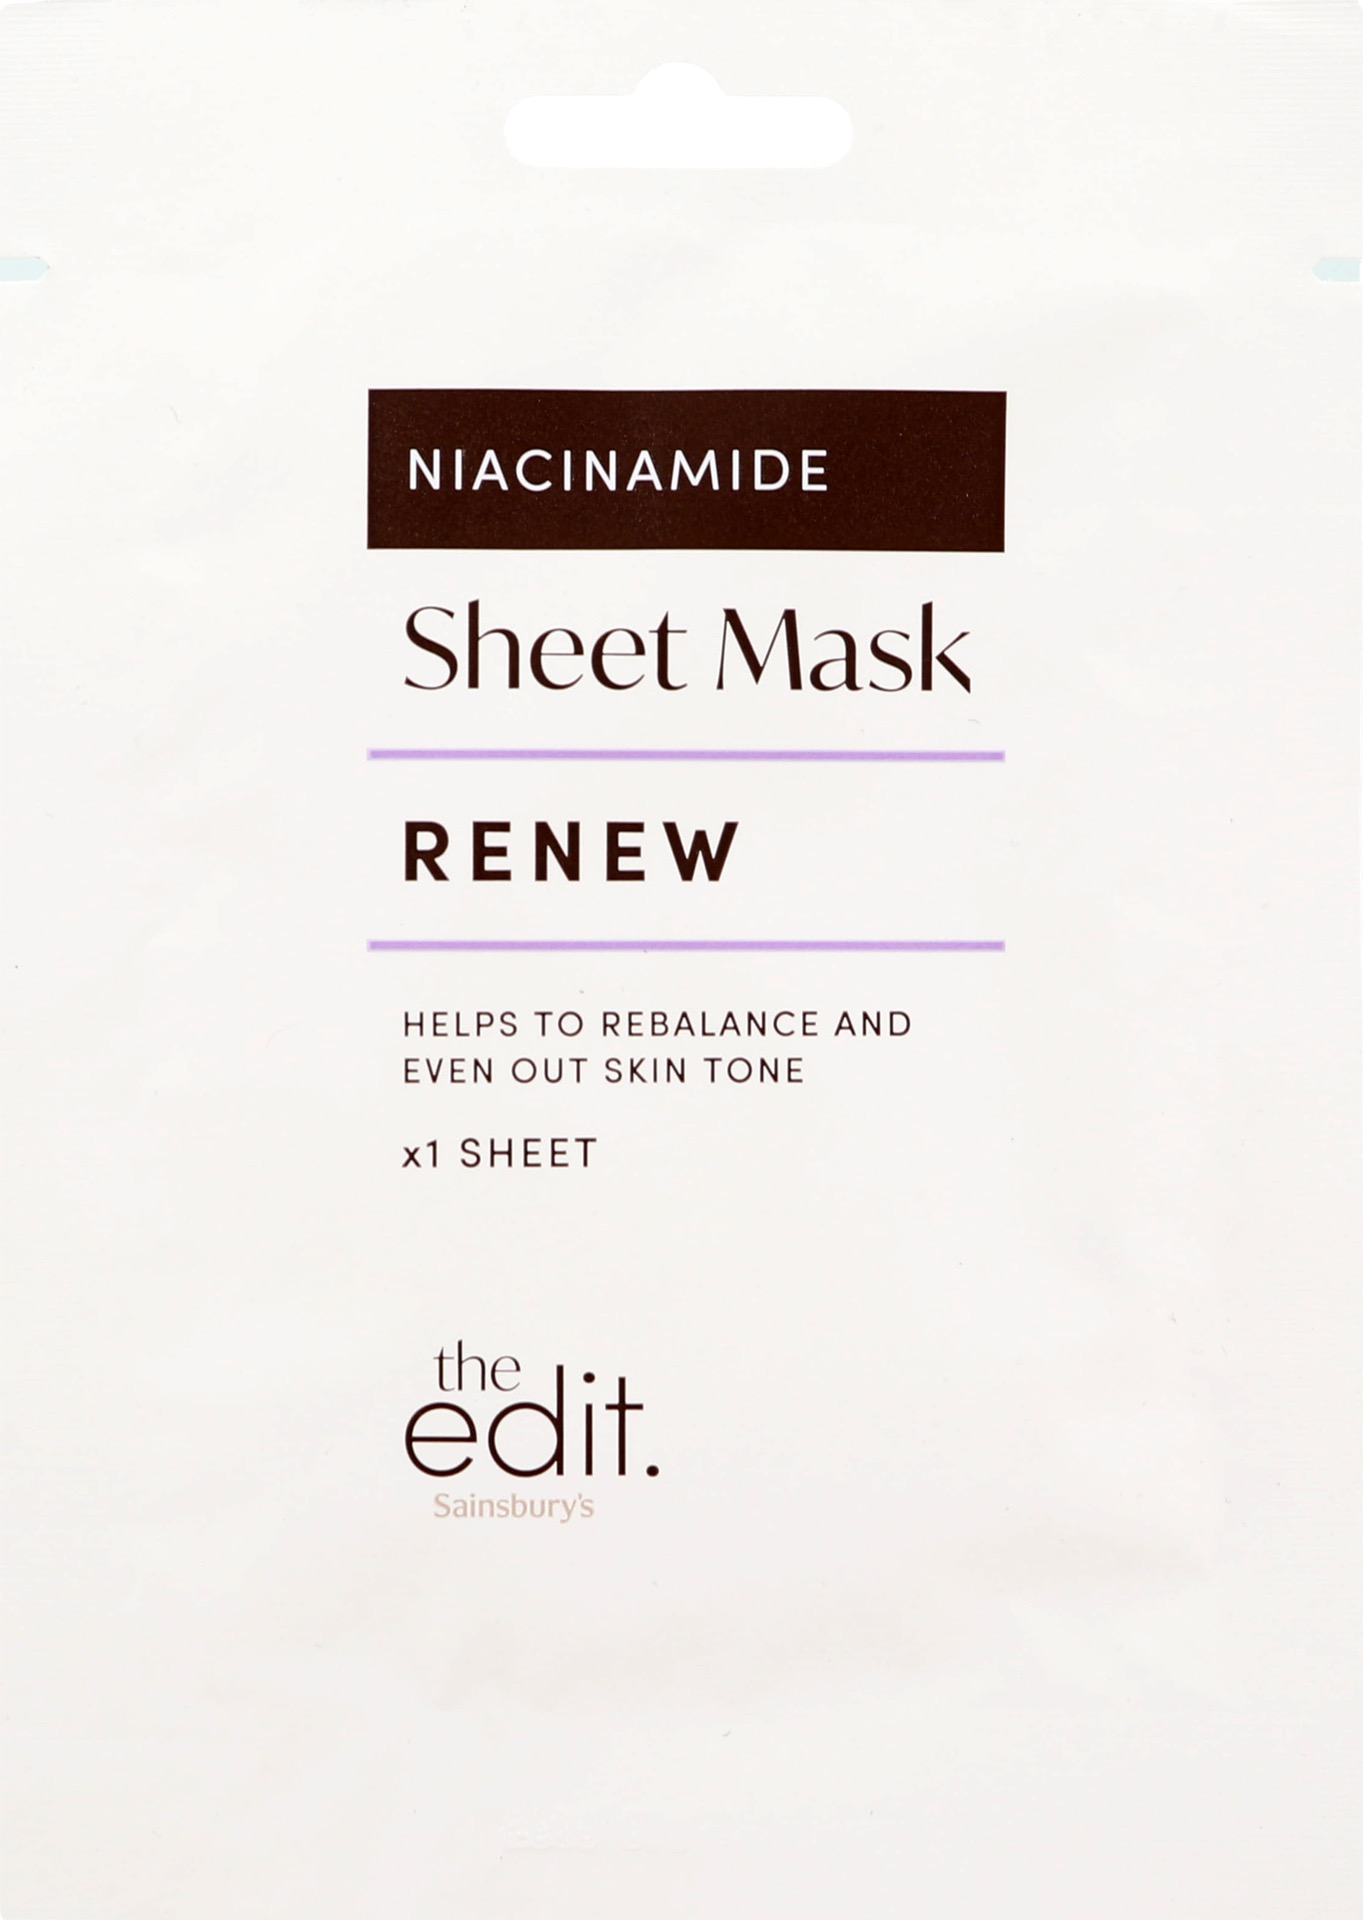 NIACINAMIDE
Sheet Mask
RENEW
HELPS TO REBALANCE AND
EVEN OUT SKIN TONE
x1 SHEET
the
edit.
Sainsbury's